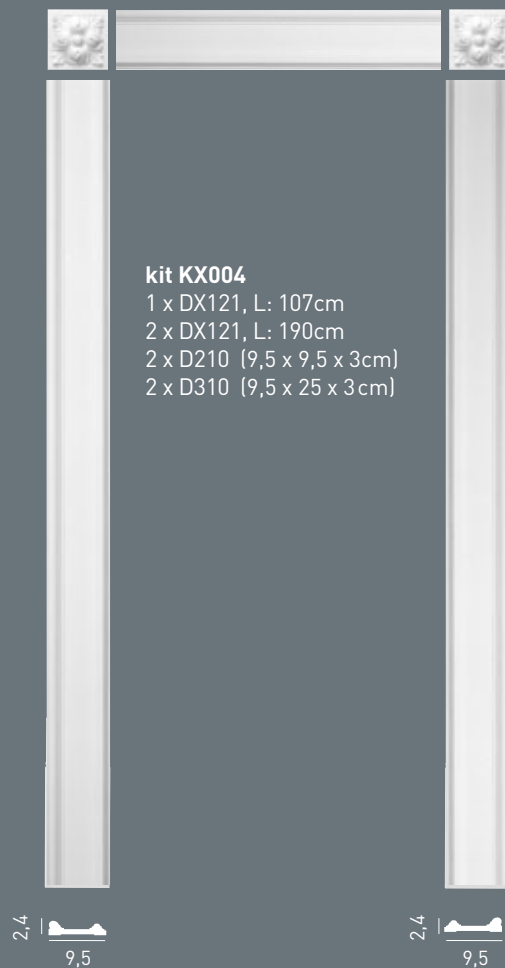 kit KX004
1 x DX121, L: 107cm
2 x DX121, L: 190cm
2 x D210 (9,5 x 9,5 x 3cm)
2 x D310 (9,5 x 25 x 3cm)
2,4
9,5
2,4
9,5